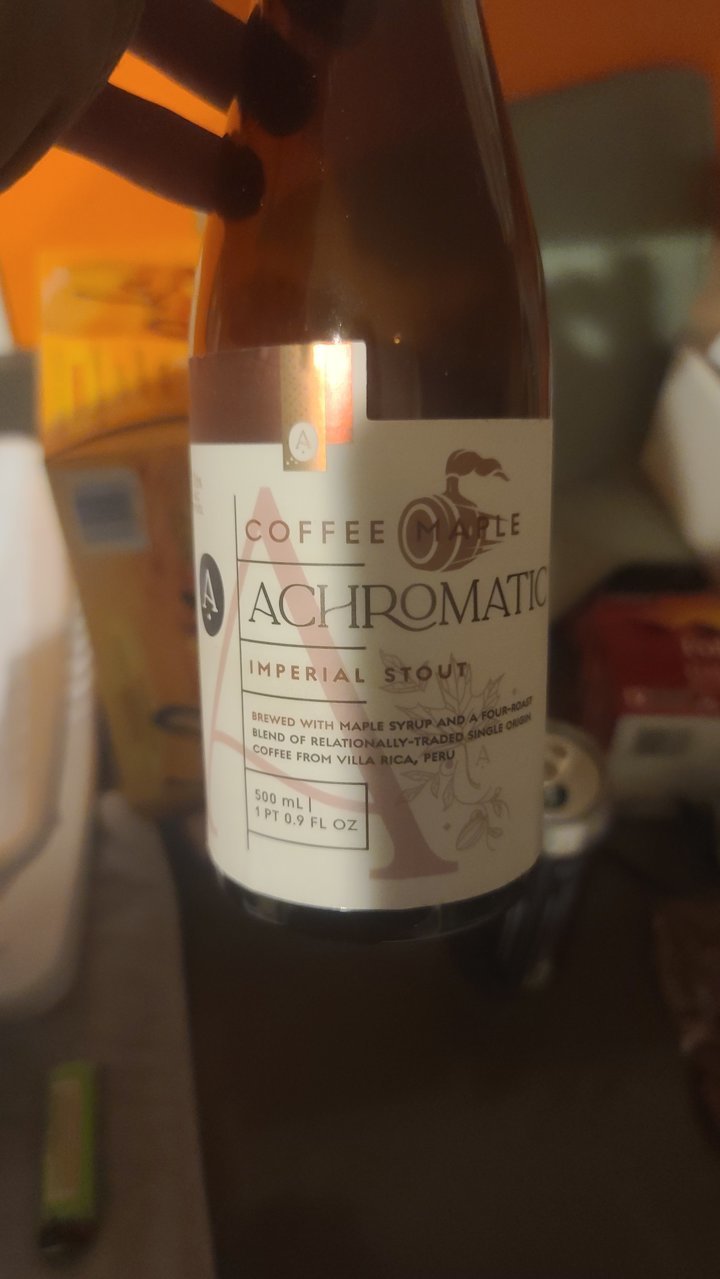 A
COFFEE MAPLE
A
ACHROMATIC
IMPERIAL STOUT
BREWED WITH MAPLE SYRUP AND A FOUR-ROAST
BLEND OF RELATIONALLY-TRADED SINGLE ORIGIN
COFFEE FROM VILLA RICA, PERU
A
500 mL |
1 PT 0.9 FL OZ